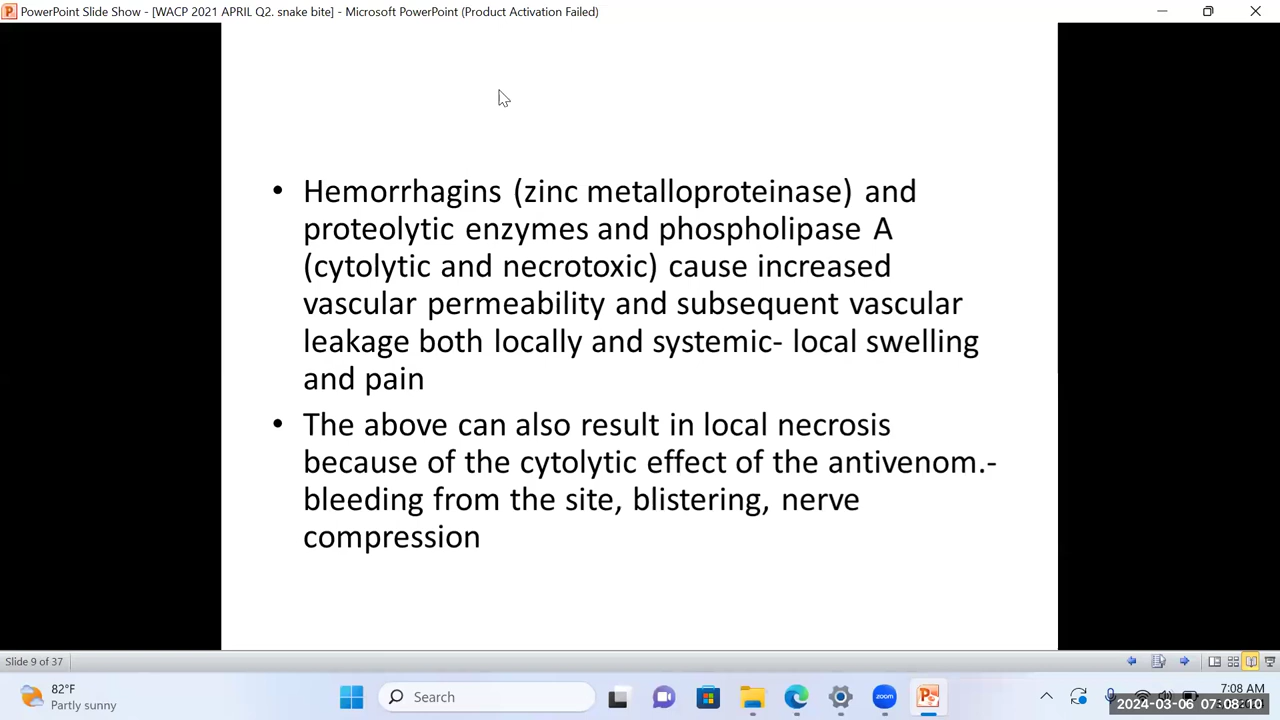 PowerPoint Slide Show - [WACP 2021 APRIL Q2. snake bite] - Microsoft PowerPoint (Product Activation Failed)
• Hemorrhagins (zinc metalloproteinase) and
proteolytic enzymes and phospholipase A
(cytolytic and necrotoxic) cause increased
vascular permeability and subsequent vascular
leakage both locally and systemic- local swelling
and pain
• The above can also result in local necrosis
because of the cytolytic effect of the antivenom.-
bleeding from the site, blistering, nerve
compression
Slide 9 of 37
82°F
Partly sunny
Search
zoom
7:08 AM
2024-03-06 07:08:10